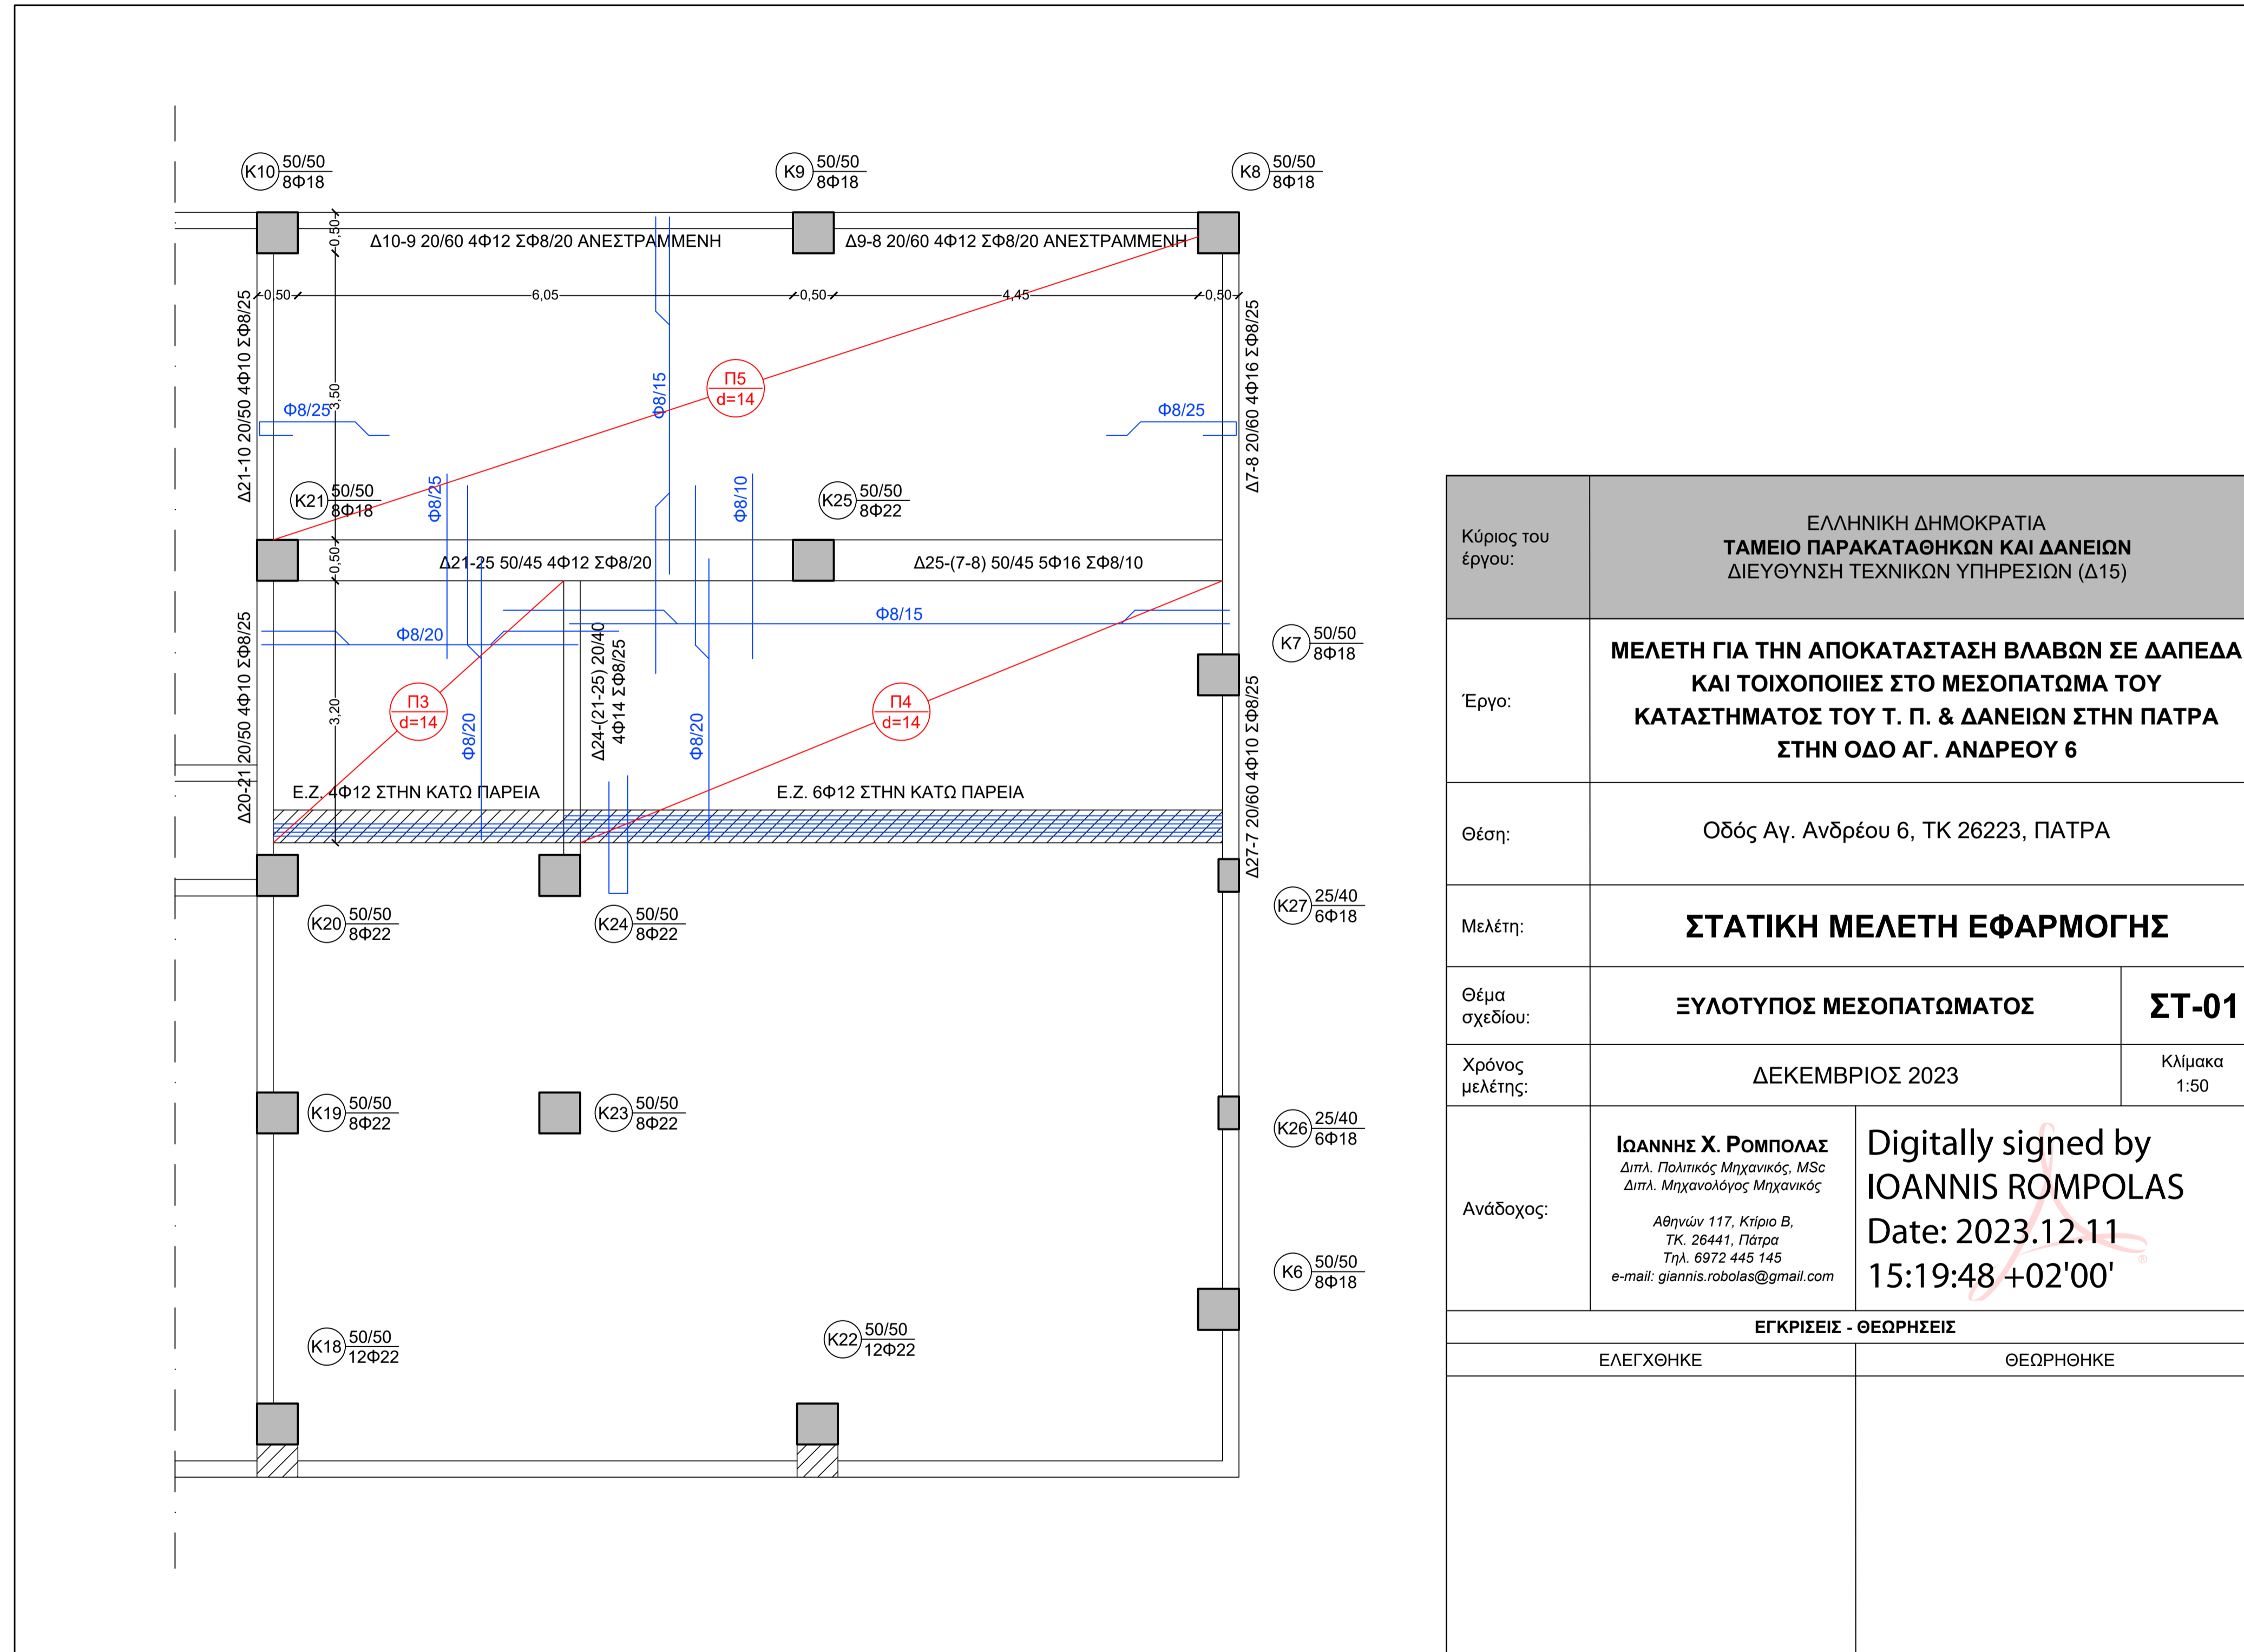 K10 50/50
8Φ18
K9 50/50
8Φ18
K8 50/50
8Φ18
Δ10-9 20/60 4Φ12 ΣΦ8/20 ΑΝΕΣΤΡΑΜΜΕΝΗ
Δ9-8 20/60 4Φ12 ΣΦ8/20 ΑΝΕΣΤΡΑΜΜΕΝΗ
0,50
0,50
6,05
0,50
4,45
0,50
Δ21-10 20/50 4Φ10 ΣΦ8/25
Δ7-8 20/60 4Φ16 ΣΦ8/25
3,50
Φ8/15
Π5
d=14
Φ8/25
Φ8/25
K21 50/50
8Φ18
Φ8/25
Φ8/10
K25 50/50
8Φ22
0,50
Δ21-25 50/45 4Φ12 ΣΦ8/20
Δ25-(7-8) 50/45 5Φ16 ΣΦ8/10
Φ8/20
Φ8/15
K7 50/50
8Φ18
Δ20-21 20/50 4Φ10 ΣΦ8/25
3,20
Π3
d=14
Φ8/20
Δ24-(21-25) 20/40
4Φ14 ΣΦ8/25
Φ8/20
Π4
d=14
Δ27-7 20/60 4Φ10 ΣΦ8/25
Ε.Ζ. 4Φ12 ΣΤΗΝ ΚΑΤΩ ΠΑΡΕΙΑ
Ε.Ζ. 6Φ12 ΣΤΗΝ ΚΑΤΩ ΠΑΡΕΙΑ
K20 50/50
8Φ22
K24 50/50
8Φ22
K27 25/40
6Φ18
K19 50/50
8Φ22
K23 50/50
8Φ22
K26 25/40
6Φ18
K6 50/50
8Φ18
K18 50/50
12Φ22
K22 50/50
12Φ22
Κύριος του
έργου:
ΕΛΛΗΝΙΚΗ ΔΗΜΟΚΡΑΤΙΑ
ΤΑΜΕΙΟ ΠΑΡΑΚΑΤΑΘΗΚΩΝ ΚΑΙ ΔΑΝΕΙΩΝ
ΔΙΕΥΘΥΝΣΗ ΤΕΧΝΙΚΩΝ ΥΠΗΡΕΣΙΩΝ (Δ15)
Έργο:
ΜΕΛΕΤΗ ΓΙΑ ΤΗΝ ΑΠΟΚΑΤΑΣΤΑΣΗ ΒΛΑΒΩΝ ΣΕ ΔΑΠΕΔΑ
ΚΑΙ ΤΟΙΧΟΠΟΙΙΕΣ ΣΤΟ ΜΕΣΟΠΑΤΩΜΑ ΤΟΥ
ΚΑΤΑΣΤΗΜΑΤΟΣ ΤΟΥ Τ. Π. & ΔΑΝΕΙΩΝ ΣΤΗΝ ΠΑΤΡΑ
ΣΤΗΝ ΟΔΟ ΑΓ. ΑΝΔΡΕΟΥ 6
Θέση:
Οδός Αγ. Ανδρέου 6, ΤΚ 26223, ΠΑΤΡΑ
Μελέτη:
ΣΤΑΤΙΚΗ ΜΕΛΕΤΗ ΕΦΑΡΜΟΓΗΣ
Θέμα
σχεδίου:
ΞΥΛΟΤΥΠΟΣ ΜΕΣΟΠΑΤΩΜΑΤΟΣ
ΣΤ-01
Χρόνος
μελέτης:
ΔΕΚΕΜΒΡΙΟΣ 2023
Κλίμακα
1:50
Ανάδοχος:
ΙΩΑΝΝΗΣ Χ. ΡΟΜΠΟΛΑΣ
Διπλ. Πολιτικός Μηχανικός, MSc
Διπλ. Μηχανολόγος Μηχανικός
Αθηνών 117, Κτίριο Β,
ΤΚ. 26441, Πάτρα
Τηλ. 6972 445 145
e-mail: giannis.robolas@gmail.com
Digitally signed by
IOANNIS ROMPOLAS
Date: 2023.12.11
15:19:48 +02'00'
ΕΓΚΡΙΣΕΙΣ - ΘΕΩΡΗΣΕΙΣ
ΕΛΕΓΧΘΗΚΕ
ΘΕΩΡΗΘΗΚΕ